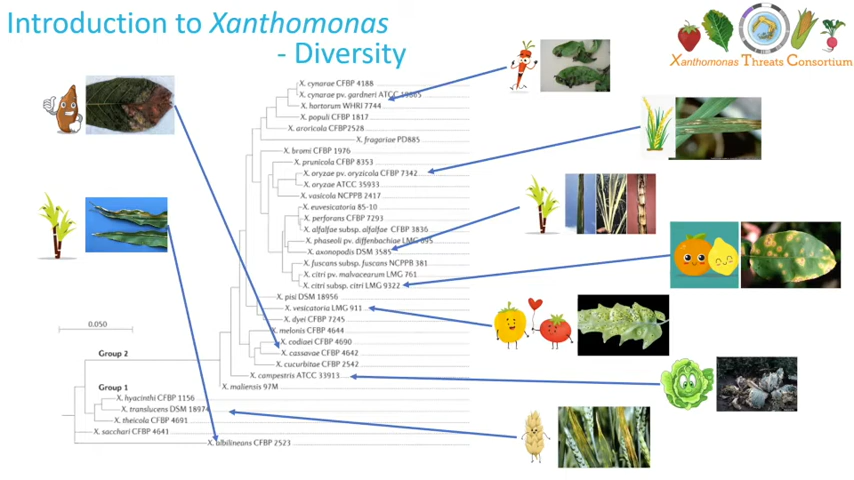 Introduction to Xanthomonas
- Diversity
Xanthomonas Threats Consortium
X. cynarae CFBP 4188
X. cynarae pv. gardneri ATCC 19865
X. hortorum WHRI 7744
X. populi CFBP 1817
X. aroricola CFBP2528
X. fragariae PD885
X. bromi CFBP 1976
X. prunicola CFBP 8353
X. oryzae pv. oryzicola CFBP 7342
X. oryzae ATCC 35933
X. vasicola NCPPB 2417
X. euvesicatoria 85-10
X. perforans CFBP 7293
X. alfalfae subsp. alfalfae CFBP 3836
X. phaseoli pv. diffenbachiae LMG 695
X. axonopodis DSM 3585
X. fuscans subsp. fuscans NCPPB 381
X. citri pv. malvacearum LMG 761
X. citri subsp. citri LMG 9322
X. pisi DSM 18956
X. vesicatoria LMG 911
X. dyei CFBP 7245
X. melonis CFBP 4644
X. codiaei CFBP 4690
X. cassavae CFBP 4642
X. cucurbitae CFBP 2542
X. campestris ATCC 33913
X. maliensis 97M
0.050
Group 2
Group 1
X. hyacinthi CFBP 1156
X. translucens DSM 18974
X. theicola CFBP 4691
X. sacchari CFBP 4641
X. albilineans CFBP 2523